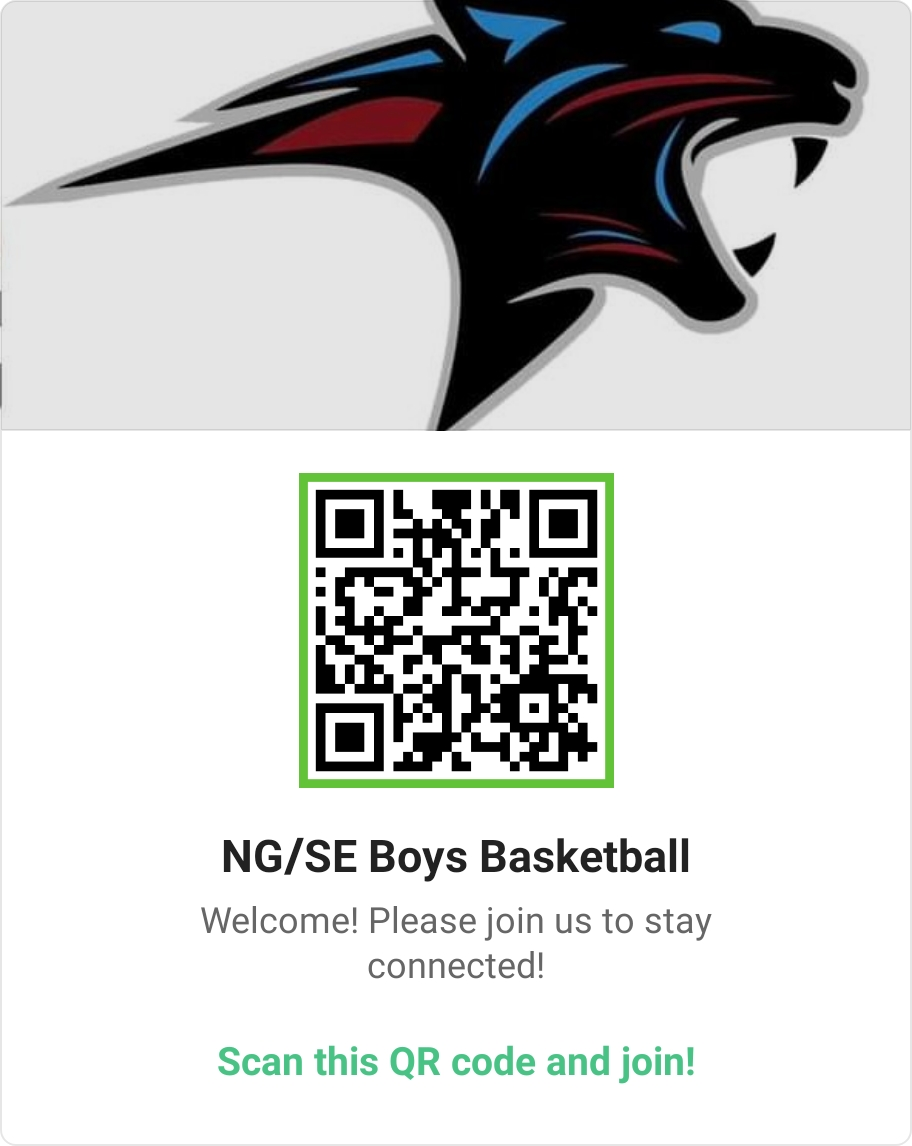 NG/SE Boys Basketball
Welcome! Please join us to stay
connected!
Scan this QR code and join!